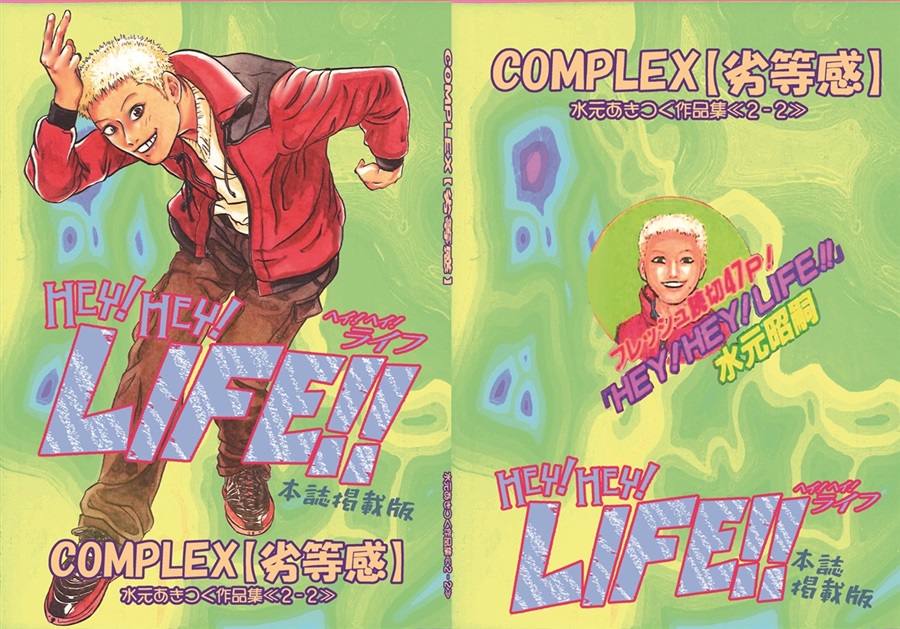 HEY! HEY!
ヘイ!ヘイ!
ライフ
LIFE!!
本誌掲載版
COMPLEX【劣等感】
水元あきつぐ作品集≪2-2≫
COMPLEX【劣等感】
水元あきつぐ作品集≪2-2≫
COMPLEX【劣等感】
水元あきつぐ作品集≪2-2≫
フレッシュ読切47P!
「HEY!HEY!LIFE!!」
水元昭嗣
HEY! HEY!
ヘイ!ヘイ!
ライフ
LIFE!!
本誌
掲載版